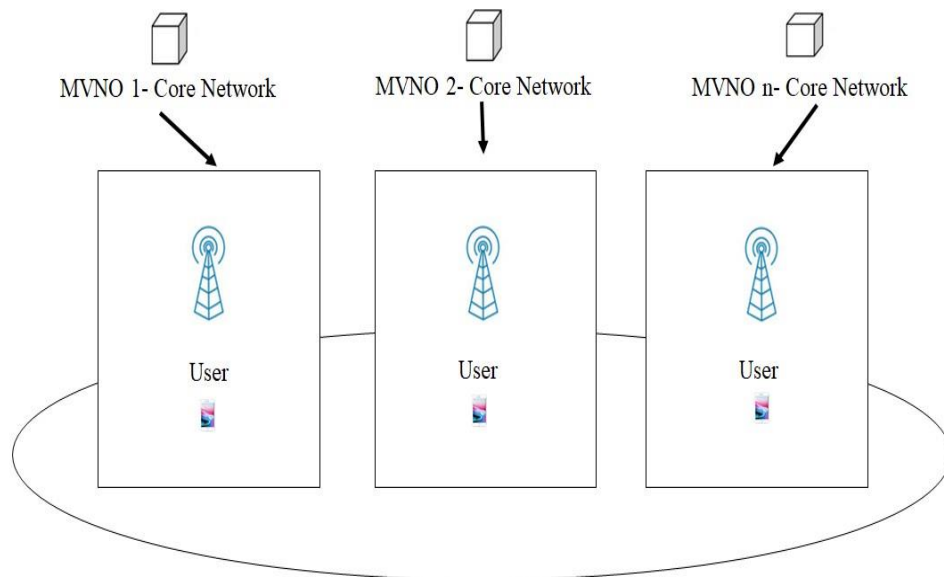 MVNO 1- Core Network
MVNO 2- Core Network
MVNO n- Core Network
User
User
User